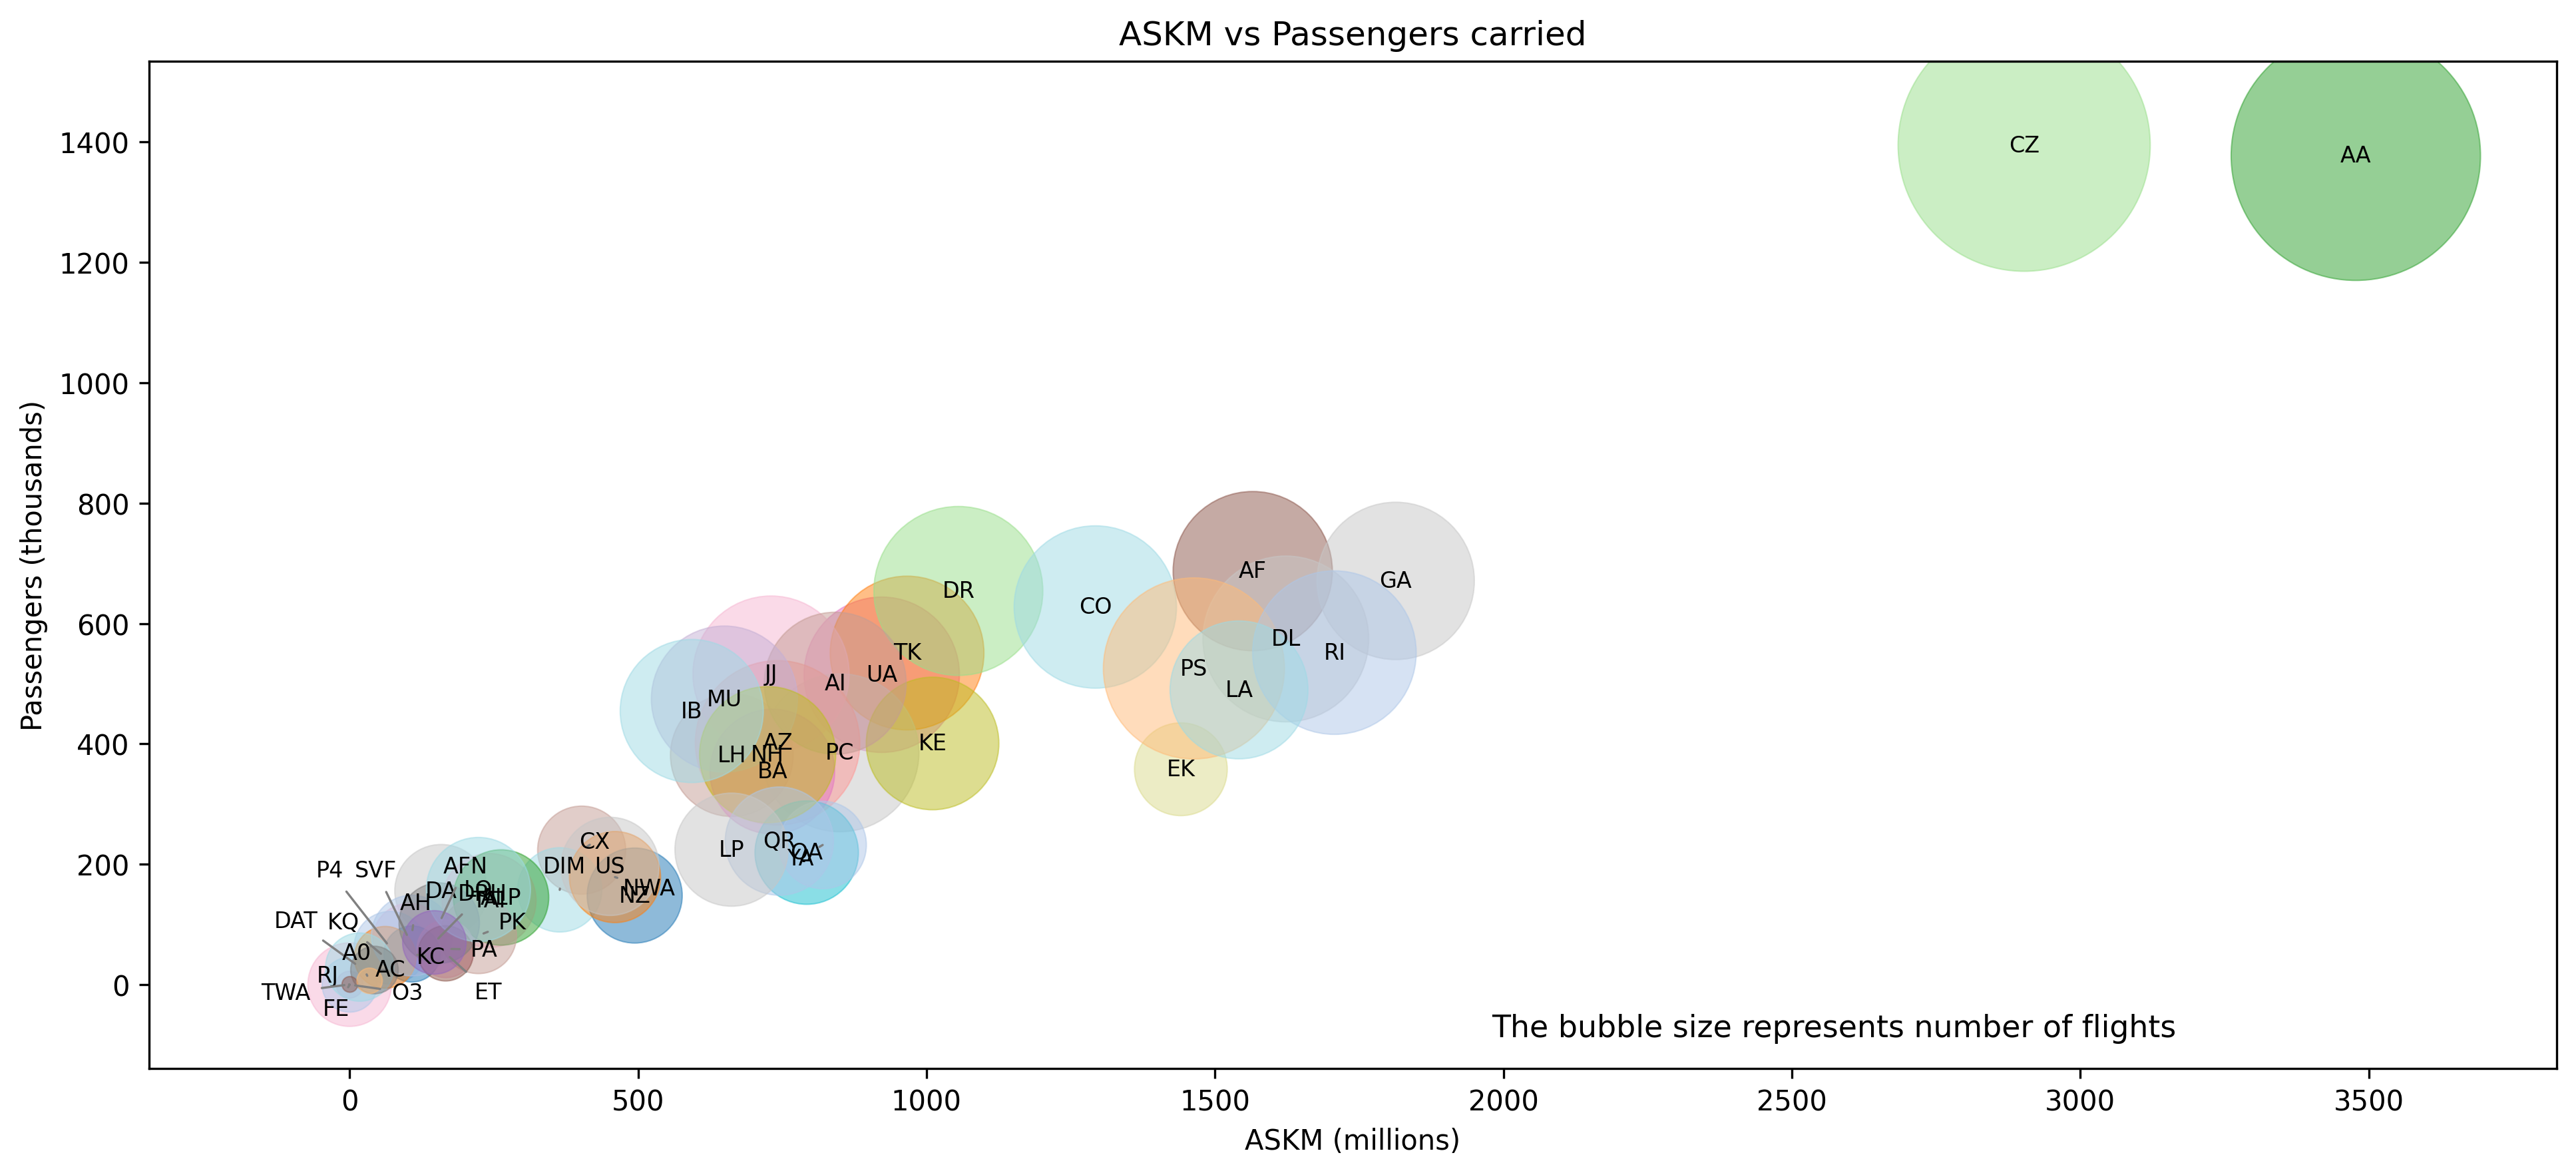 ASKM vs Passengers carried
Passengers (thousands)
1400
1200
1000
800
600
400
200
0
CZ
AA
AF
GA
DR
CO
DL
RI
TK
PS
UA
JJ
AI
LA
MU
IB
AZ
KE
LH
NH
PC
BA
EK
CX
QR
LP
QA
YA
P4
SVF
AFN
DIM
US
DA
NWA
NZ
LP
AH
DAT
KQ
PK
A0
KC
PA
RJ
AC
TWA
O3
ET
FE
The bubble size represents number of flights
0
500
1000
1500
2000
2500
3000
3500
ASKM (millions)